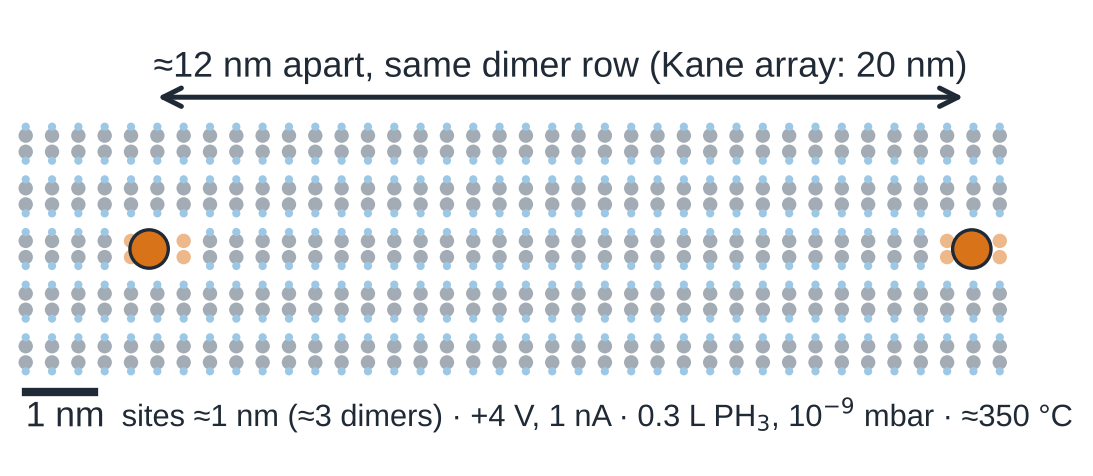 ≈12 nm apart, same dimer row (Kane array: 20 nm)
1 nm sites ≈1 nm (≈3 dimers) · +4 V, 1 nA · 0.3 L PH₃, 10⁻⁹ mbar · ≈350 °C